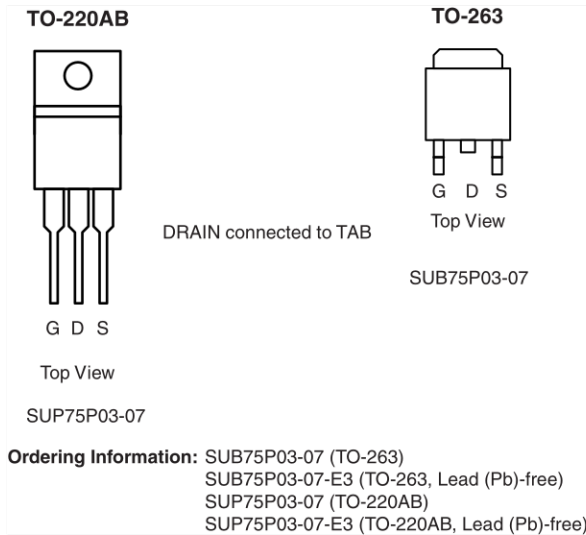 TO-220AB
TO-263
G D S
Top View
SUB75P03-07
DRAIN connected to TAB
G D S
Top View
SUP75P03-07
Ordering Information: SUB75P03-07 (TO-263)
SUB75P03-07-E3 (TO-263, Lead (Pb)-free)
SUP75P03-07 (TO-220AB)
SUP75P03-07-E3 (TO-220AB, Lead (Pb)-free)